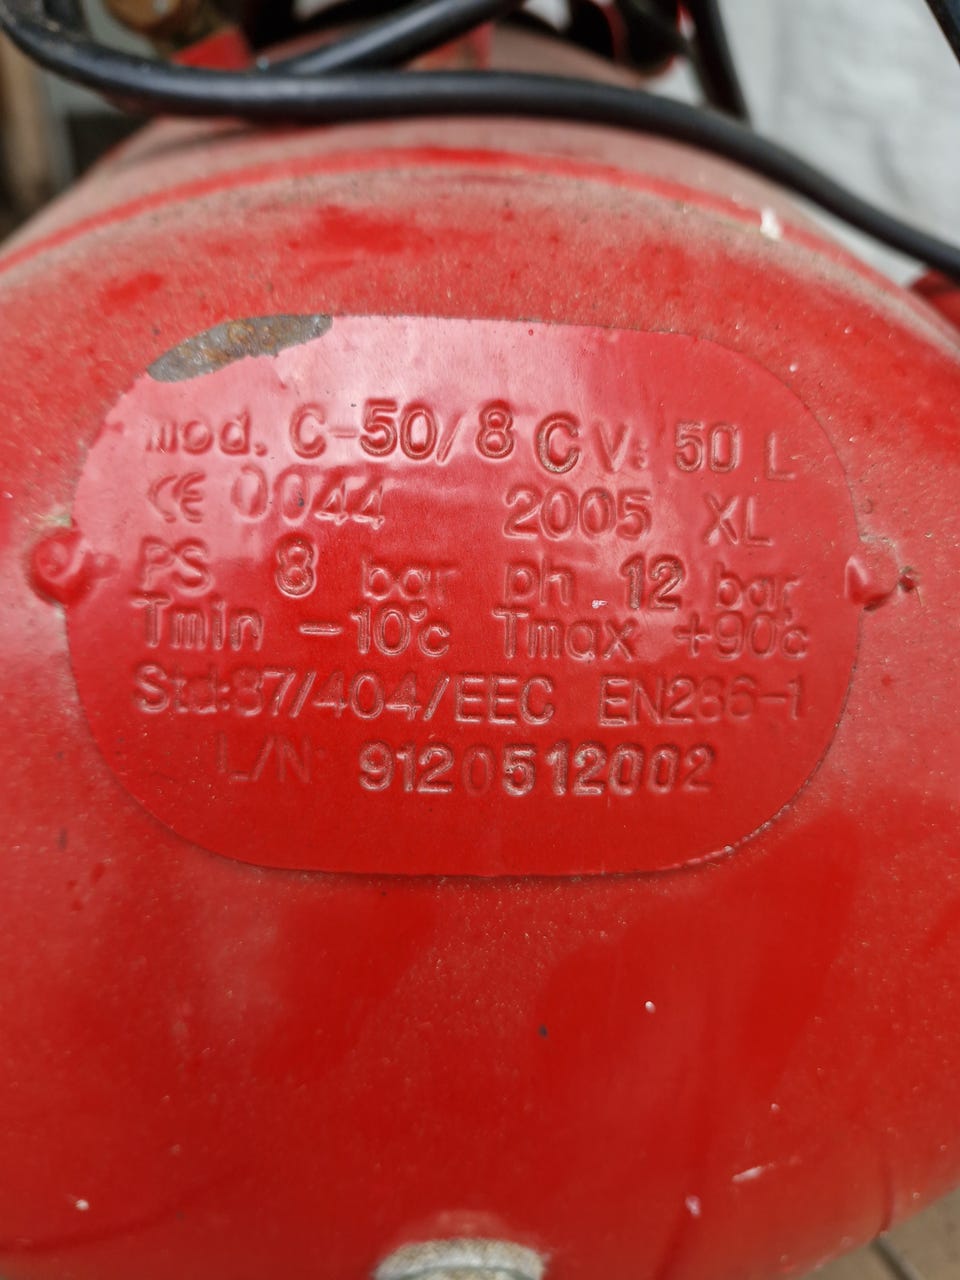 mod. C-50/8 C V: 50 L
CE 0044 2005 XL
PS 8 bar ph 12 bar
Tmin -10°c Tmax +90°c
Std:87/404/EEC EN286-1
L/N: 9120512002